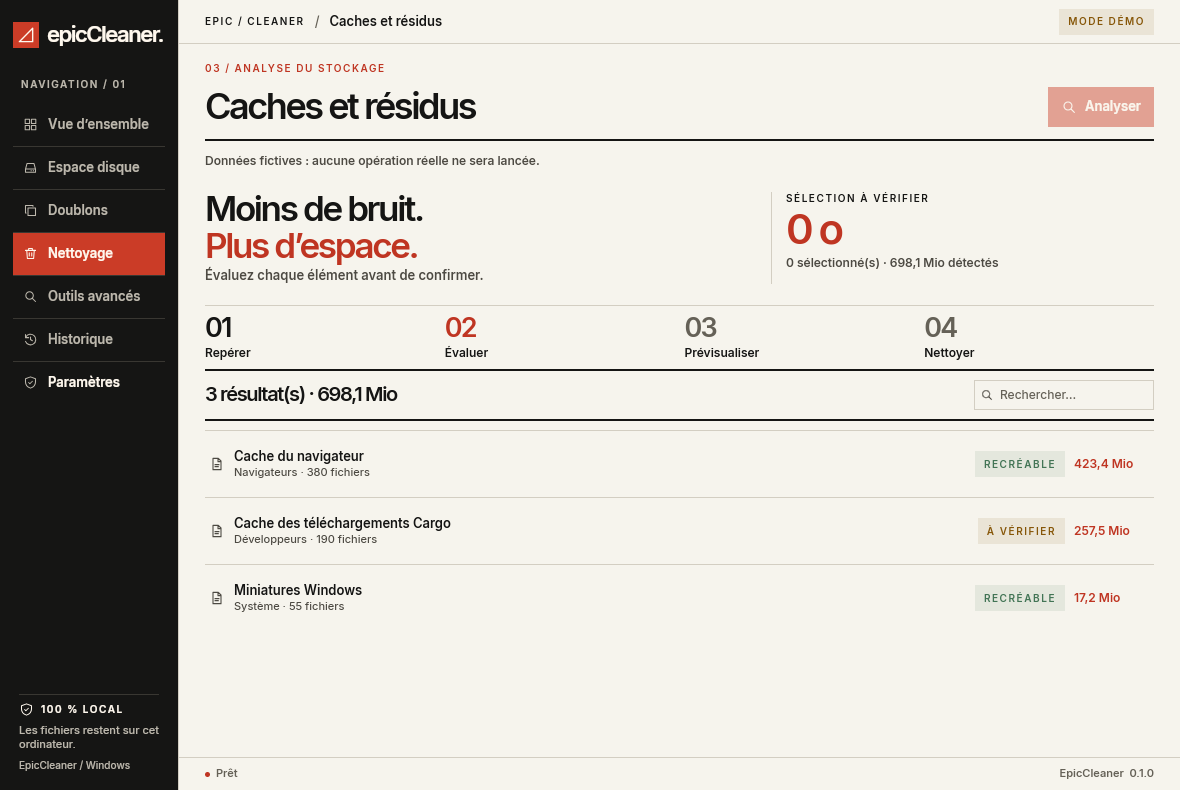 epicCleaner.
NAVIGATION / 01
Vue d’ensemble
Espace disque
Doublons
Nettoyage
Outils avancés
Historique
Paramètres
100 % LOCAL
Les fichiers restent sur cet
ordinateur.
EpicCleaner / Windows
EPIC / CLEANER / Caches et résidus
MODE DÉMO
03 / ANALYSE DU STOCKAGE
Caches et résidus
Analyser
Données fictives : aucune opération réelle ne sera lancée.
Moins de bruit.
Plus d’espace.
Évaluez chaque élément avant de confirmer.
SÉLECTION À VÉRIFIER
0 o
0 sélectionné(s) · 698,1 Mio détectés
01
Repérer
02
Évaluer
03
Prévisualiser
04
Nettoyer
3 résultat(s) · 698,1 Mio
Rechercher…
Cache du navigateur
Navigateurs · 380 fichiers
RECRÉABLE
423,4 Mio
Cache des téléchargements Cargo
Développeurs · 190 fichiers
À VÉRIFIER
257,5 Mio
Miniatures Windows
Système · 55 fichiers
RECRÉABLE
17,2 Mio
Prêt
EpicCleaner 0.1.0